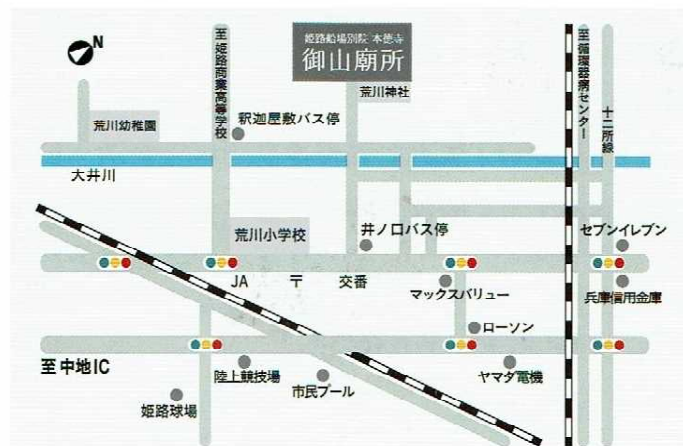 N
至姫路商業高等学校
姫路船場別院 本徳寺
御山廟所
荒川神社
至循環器病センター
十二所線
荒川幼稚園
釈迦屋敷バス停
大井川
荒川小学校
井ノ口バス停
セブンイレブン
JA
〒
交番
マックスバリュー
兵庫信用金庫
ローソン
至中地IC
陸上競技場
市民プール
ヤマダ電機
姫路球場